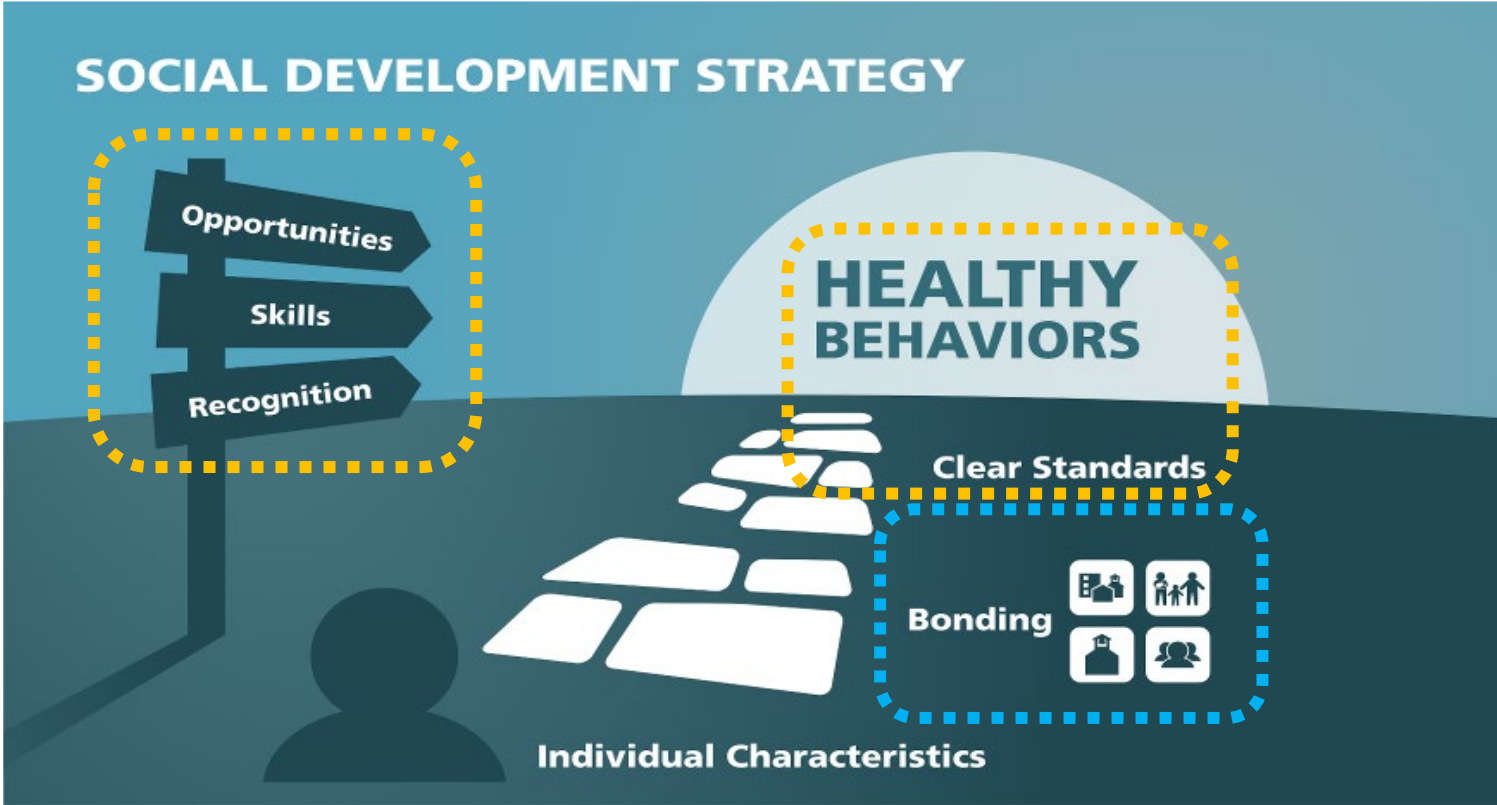 SOCIAL DEVELOPMENT STRATEGY
Opportunities
Skills
Recognition
HEALTHY
BEHAVIORS
Clear Standards
Bonding
Individual Characteristics